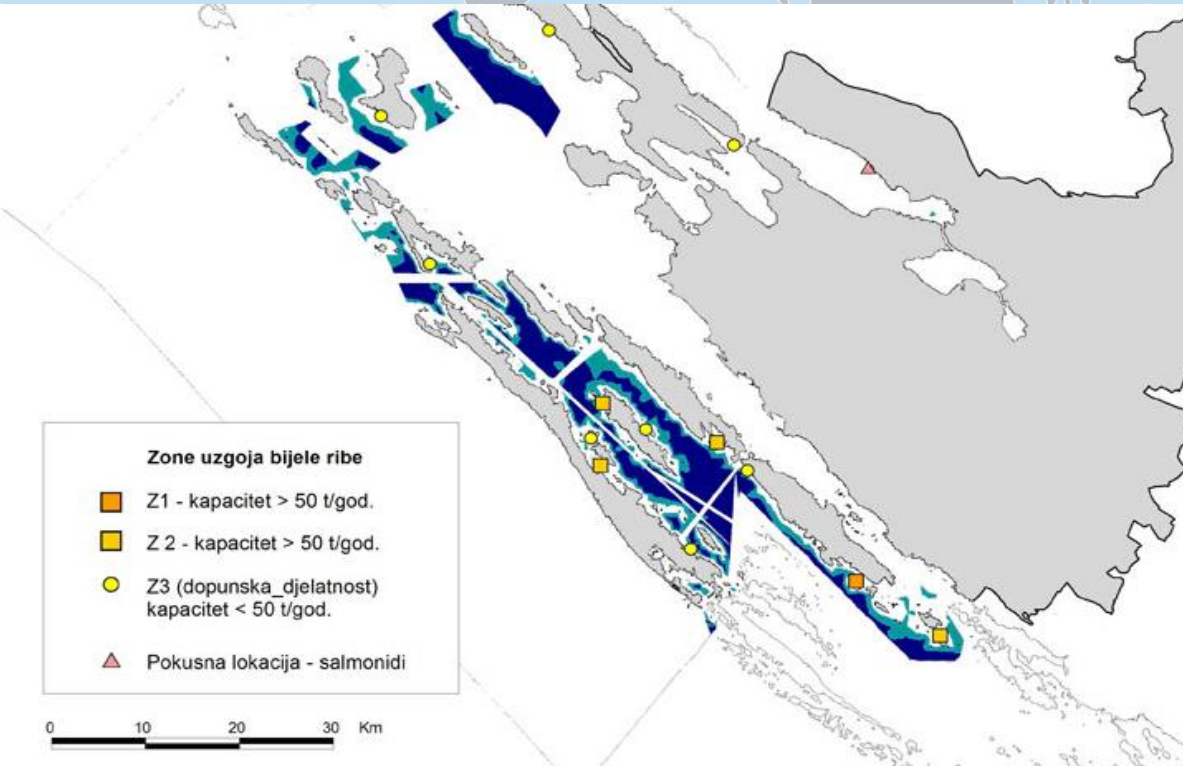 Zone uzgoja bijele ribe
Z1 - kapacitet > 50 t/god.
Z 2 - kapacitet > 50 t/god.
Z3 (dopunska_djelatnost)
kapacitet < 50 t/god.
Pokusna lokacija - salmonidi
0 10 20 30 Km